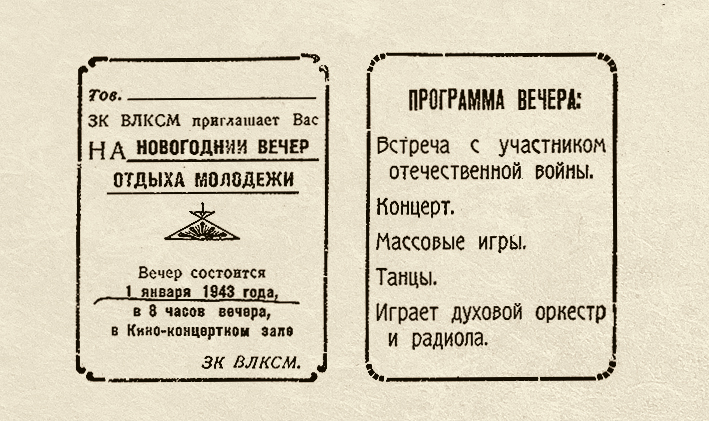 Тов.
ЗК ВЛКСМ приглашает Вас
НА НОВОГОДНИИ ВЕЧЕР
ОТДЫХА МОЛОДЕЖИ
Вечер состоится
1 января 1943 года,
в 8 часов вечера,
в Кино-концертном зале
ЗК ВЛКСМ.
ПРОГРАММА ВЕЧЕРА:
Встреча с участником
отечественной войны.
Концерт.
Массовые игры.
Танцы.
Играет духовой оркестр
и радиола.